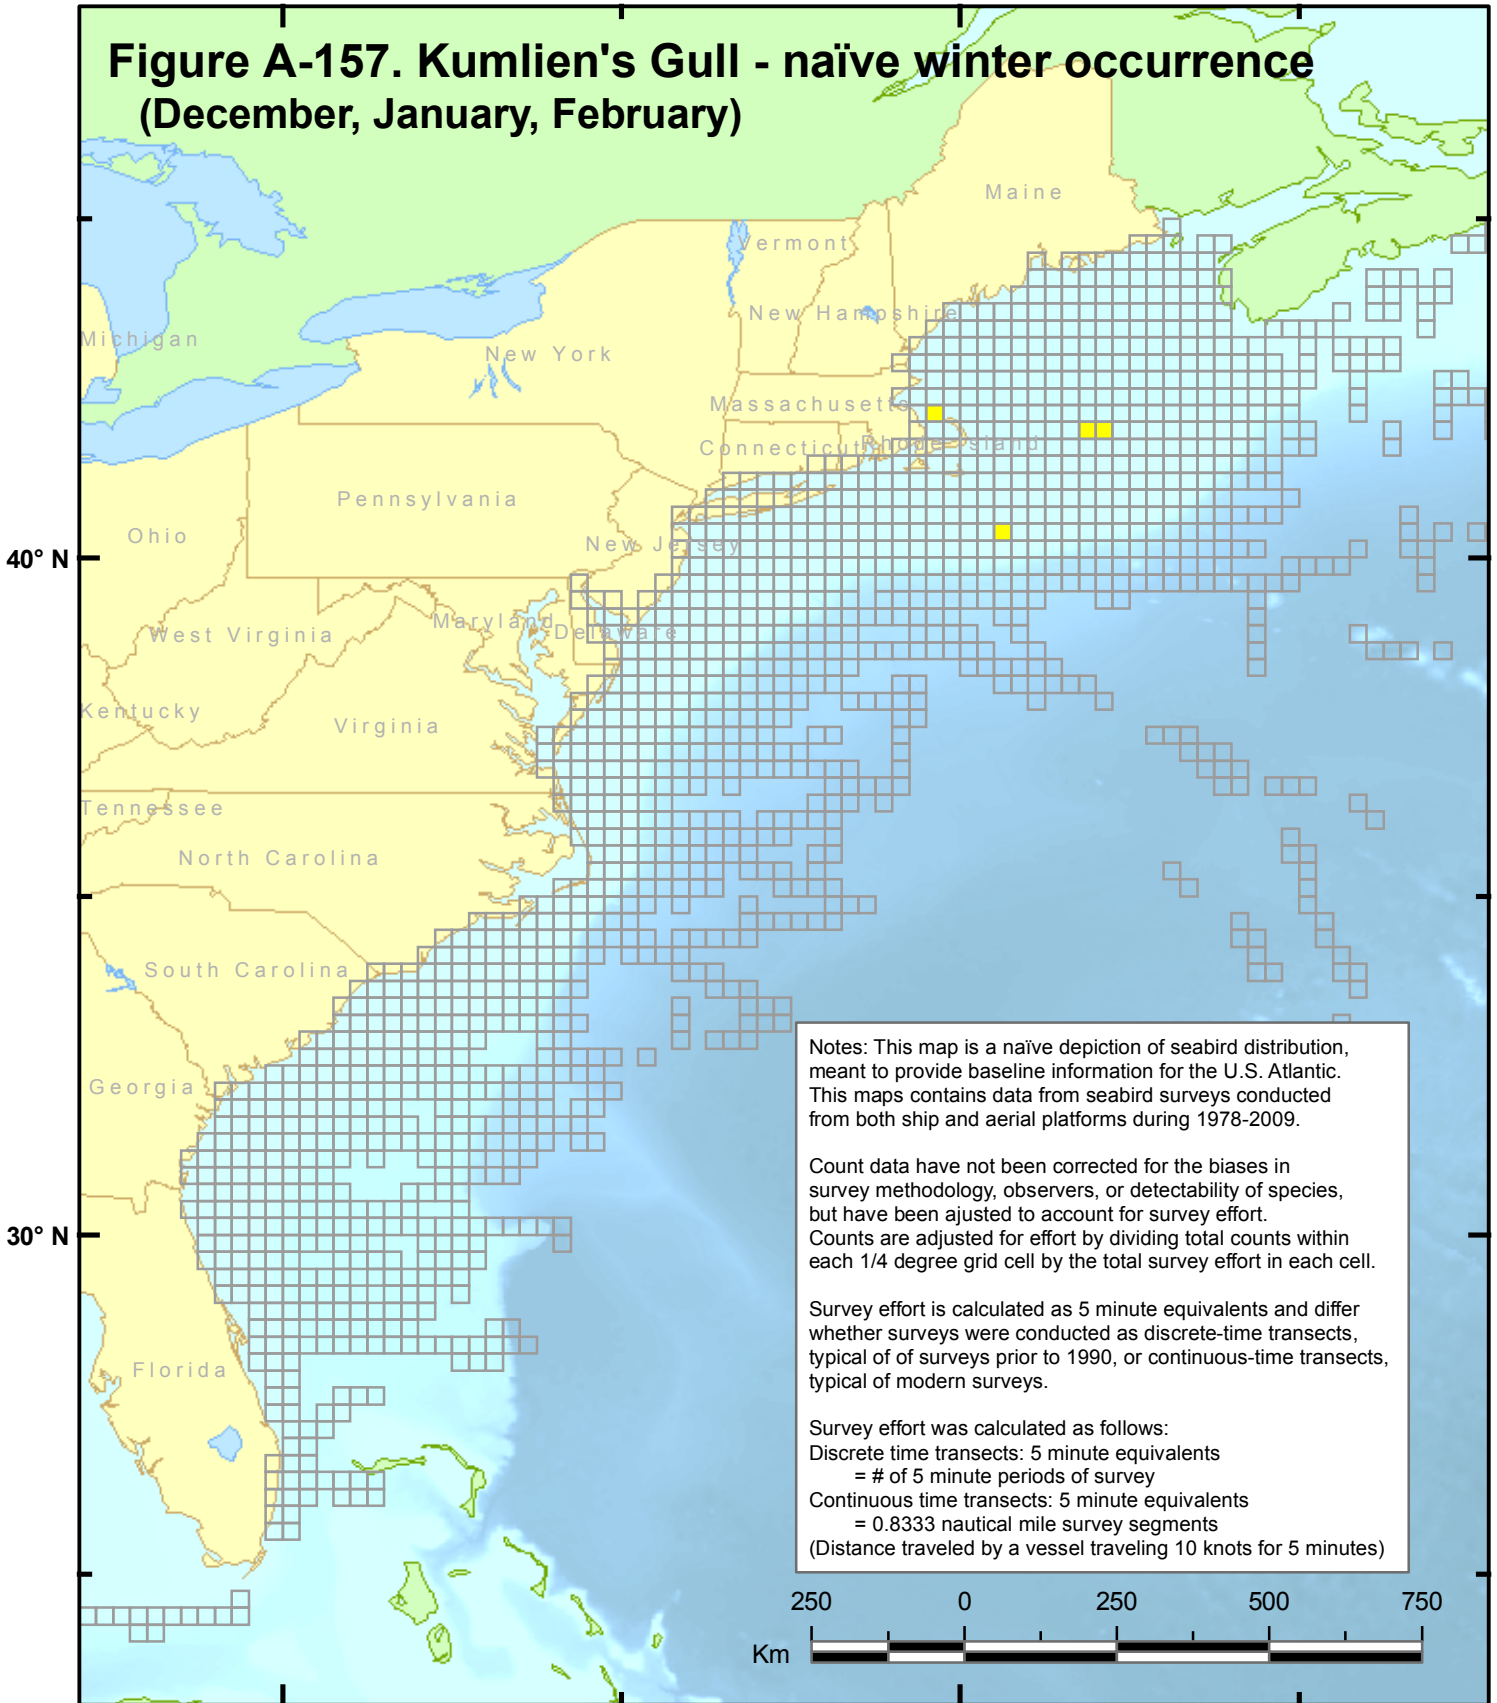 Figure A-157. Kumlien's Gull - naïve winter occurrence
(December, January, February)
Maine
Vermont
New Hampshire
Michigan
New York
Massachusetts
Connecticut
Rhode Island
Pennsylvania
Ohio
New Jersey
40° N
Maryland
Delaware
West Virginia
Kentucky
Virginia
Tennessee
North Carolina
South Carolina
Georgia
30° N
Florida
Notes: This map is a naïve depiction of seabird distribution,
meant to provide baseline information for the U.S. Atlantic.
This maps contains data from seabird surveys conducted
from both ship and aerial platforms during 1978-2009.
Count data have not been corrected for the biases in
survey methodology, observers, or detectability of species,
but have been ajusted to account for survey effort.
Counts are adjusted for effort by dividing total counts within
each 1/4 degree grid cell by the total survey effort in each cell.
Survey effort is calculated as 5 minute equivalents and differ
whether surveys were conducted as discrete-time transects,
typical of of surveys prior to 1990, or continuous-time transects,
typical of modern surveys.
Survey effort was calculated as follows:
Discrete time transects: 5 minute equivalents
= # of 5 minute periods of survey
Continuous time transects: 5 minute equivalents
= 0.8333 nautical mile survey segments
(Distance traveled by a vessel traveling 10 knots for 5 minutes)
250 0 250 500 750
Km